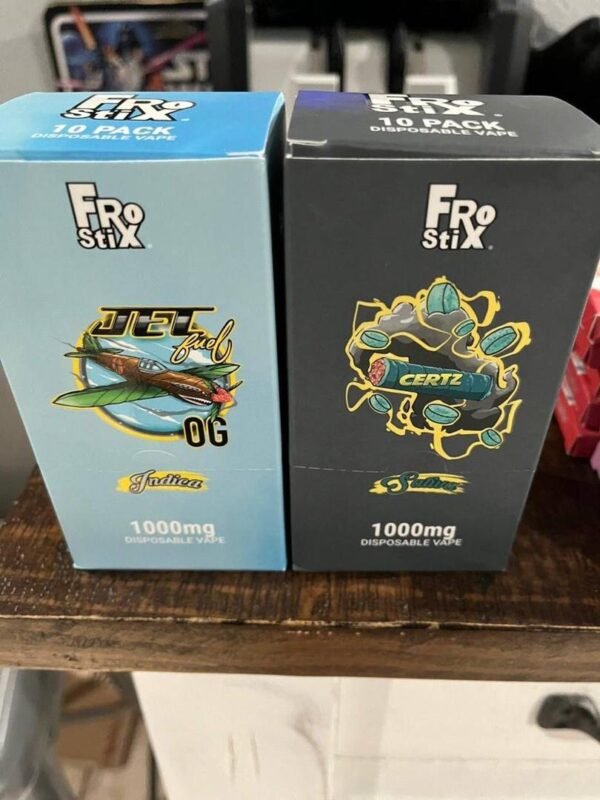 FRo
StiX
10 PACK
DISPOSABLE VAPE
FRo
StiX
JET
fuel
OG
Indica
1000mg
DISPOSABLE VAPE
FRo
StiX
10 PACK
DISPOSABLE VAPE
FRo
StiX
CERTZ
Sativa
1000mg
DISPOSABLE VAPE